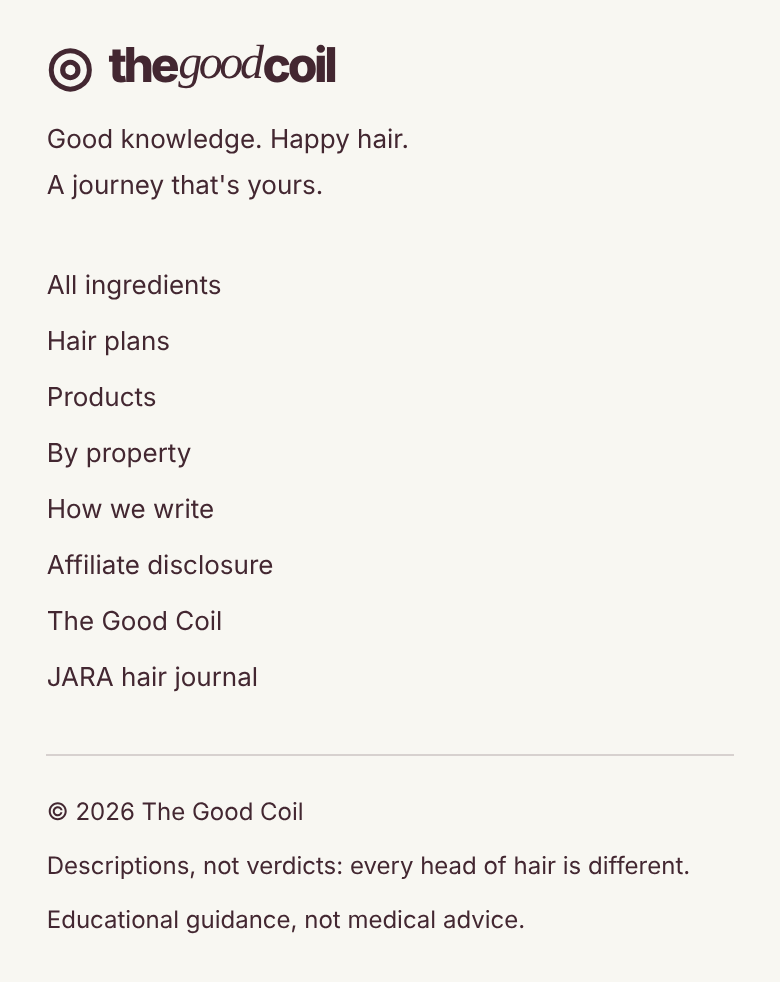 thegoodcoil
Good knowledge. Happy hair.
A journey that's yours.
All ingredients
Hair plans
Products
By property
How we write
Affiliate disclosure
The Good Coil
JARA hair journal
© 2026 The Good Coil
Descriptions, not verdicts: every head of hair is different.
Educational guidance, not medical advice.